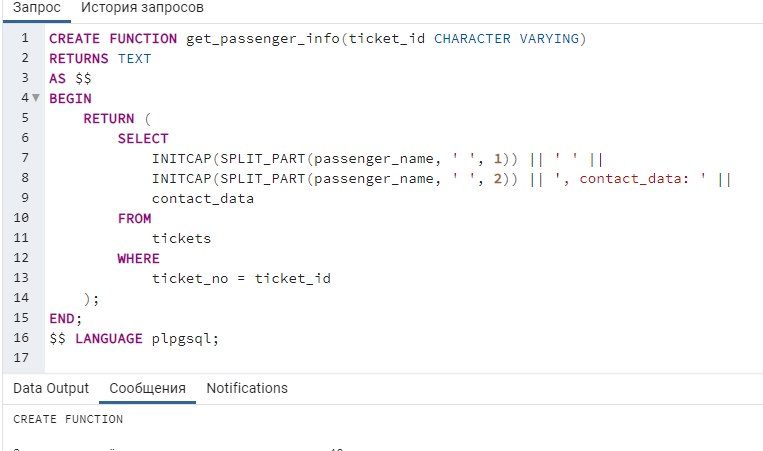 Запрос История запросов
1 CREATE FUNCTION get_passenger_info(ticket_id CHARACTER VARYING)
2 RETURNS TEXT
3 AS $$
4 BEGIN
5 RETURN (
6 SELECT
7 INITCAP(SPLIT_PART(passenger_name, ' ', 1)) || ' ' ||
8 INITCAP(SPLIT_PART(passenger_name, ' ', 2)) || ', contact_data: ' ||
9 contact_data
10 FROM
11 tickets
12 WHERE
13 ticket_no = ticket_id
14 );
15 END;
16 $$ LANGUAGE plpgsql;
17
Data Output Сообщения Notifications
CREATE FUNCTION